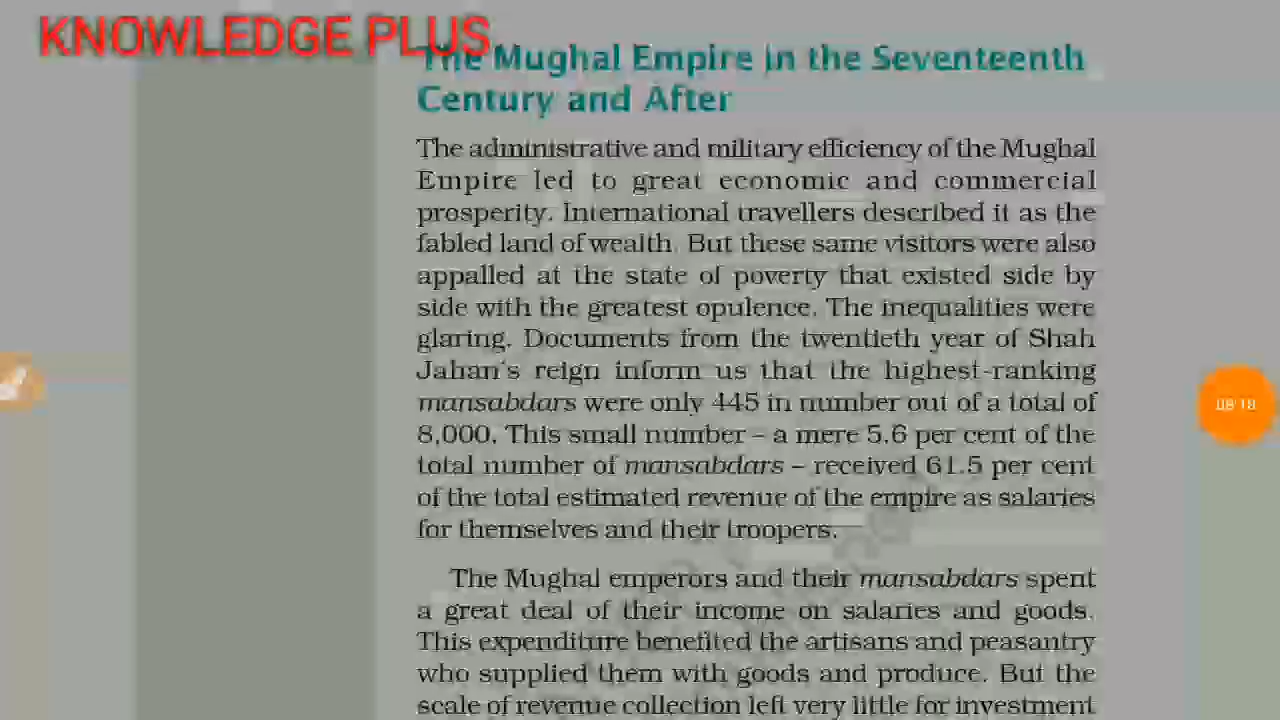 KNOWLEDGE PLUS
The Mughal Empire in the Seventeenth
Century and After
The administrative and military efficiency of the Mughal
Empire led to great economic and commercial
prosperity. International travellers described it as the
fabled land of wealth. But these same visitors were also
appalled at the state of poverty that existed side by
side with the greatest opulence. The inequalities were
glaring. Documents from the twentieth year of Shah
Jahan's reign inform us that the highest-ranking
mansabdars were only 445 in number out of a total of
8,000. This small number – a mere 5.6 per cent of the
total number of mansabdars – received 61.5 per cent
of the total estimated revenue of the empire as salaries
for themselves and their troopers.
The Mughal emperors and their mansabdars spent
a great deal of their income on salaries and goods.
This expenditure benefited the artisans and peasantry
who supplied them with goods and produce. But the
scale of revenue collection left very little for investment
08:18